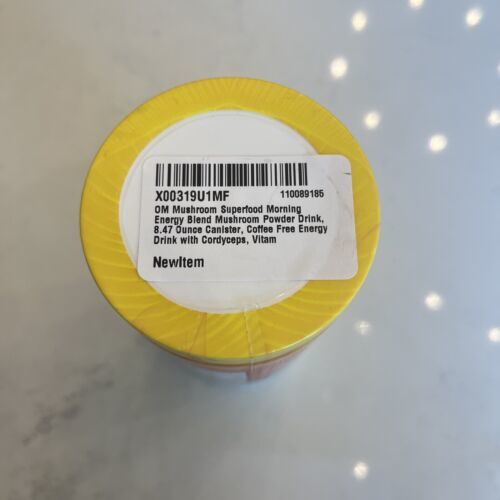 X00319U1MF 110089185
OM Mushroom Superfood Morning
Energy Blend Mushroom Powder Drink,
8.47 Ounce Canister, Coffee Free Energy
Drink with Cordyceps, Vitam
NewItem